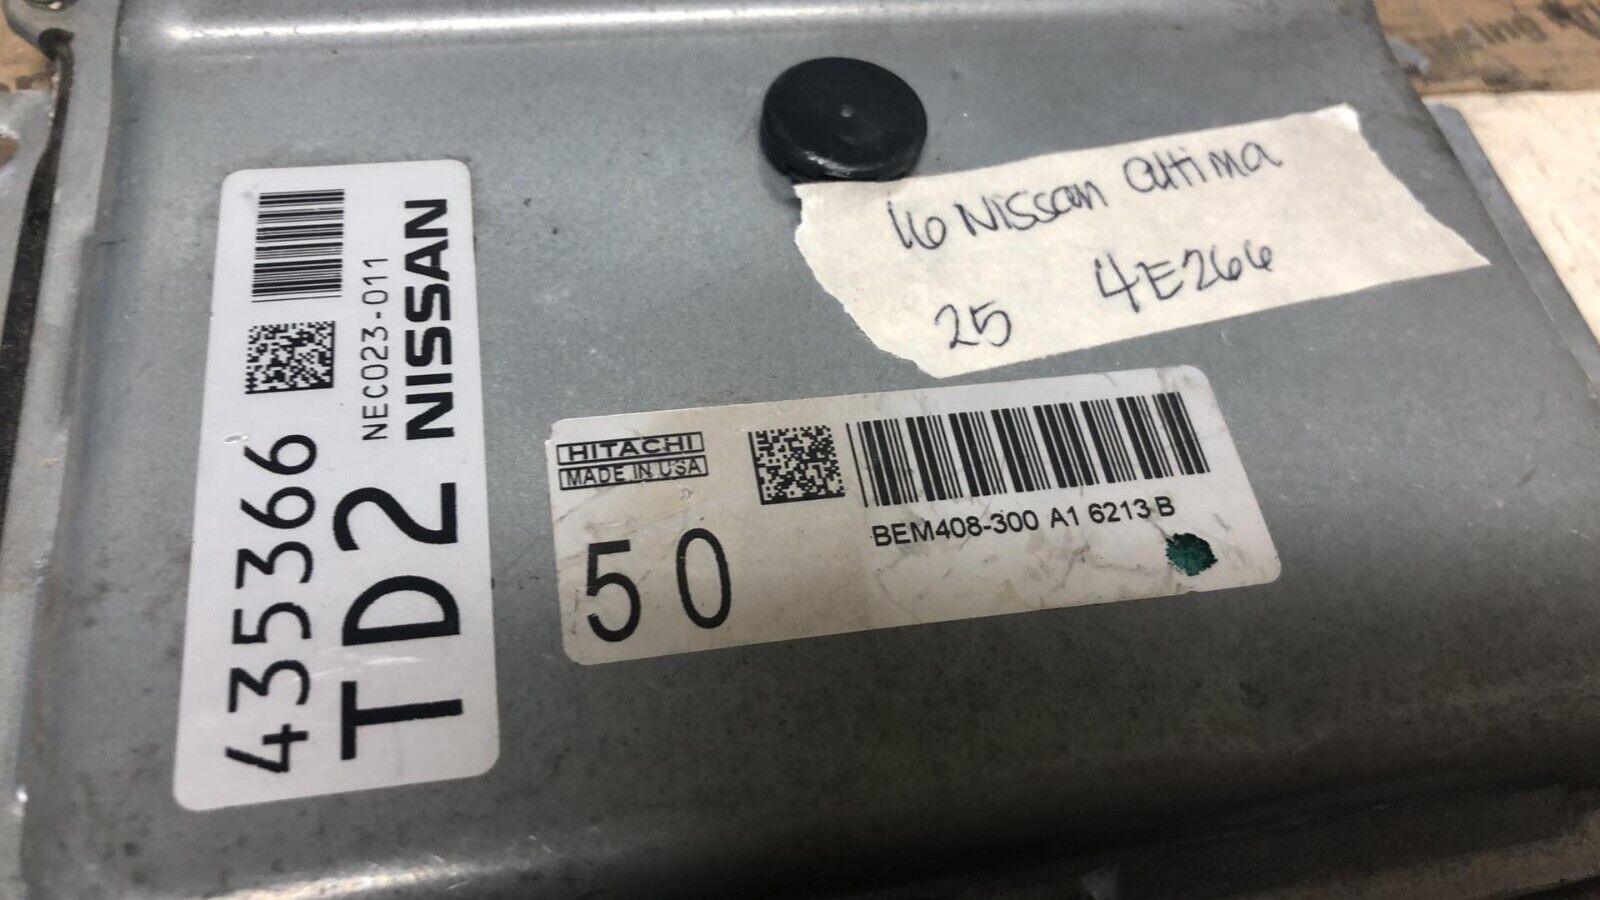 16 Nissan altima
25 4E266
NISSAN
NEC023-011
TD2
435366
HITACHI
MADE IN USA
BEM408-300 A1 6213 B
50